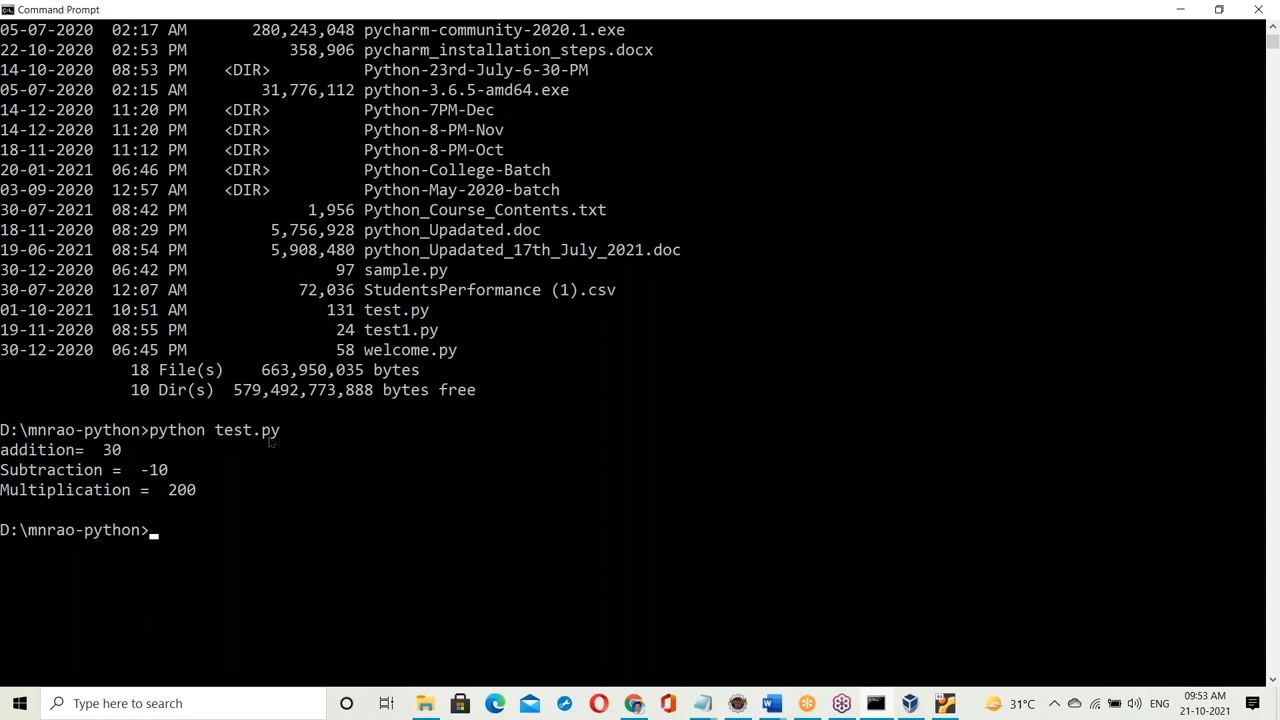 Command Prompt
05-07-2020  02:17 AM       280,243,048 pycharm-community-2020.1.exe
22-10-2020  02:53 PM           358,906 pycharm_installation_steps.docx
14-10-2020  08:53 PM    <DIR>          Python-23rd-July-6-30-PM
05-07-2020  02:15 AM        31,776,112 python-3.6.5-amd64.exe
14-12-2020  11:20 PM    <DIR>          Python-7PM-Dec
14-12-2020  11:20 PM    <DIR>          Python-8-PM-Nov
18-11-2020  11:12 PM    <DIR>          Python-8-PM-Oct
20-01-2021  06:46 PM    <DIR>          Python-College-Batch
03-09-2020  12:57 AM    <DIR>          Python-May-2020-batch
30-07-2021  08:42 PM             1,956 Python_Course_Contents.txt
18-11-2020  08:29 PM         5,756,928 python_Upadated.doc
19-06-2021  08:54 PM         5,908,480 python_Upadated_17th_July_2021.doc
30-12-2020  06:42 PM                97 sample.py
30-07-2020  12:07 AM            72,036 StudentsPerformance (1).csv
01-10-2021  10:51 AM               131 test.py
19-11-2020  08:55 PM                24 test1.py
30-12-2020  06:45 PM                58 welcome.py
18 File(s)    663,950,035 bytes
10 Dir(s)  579,492,773,888 bytes free
D:\mnrao-python>python test.py
addition=  30
Subtraction =  -10
Multiplication =  200
D:\mnrao-python>
Type here to search
31°C
ENG
09:53 AM
21-10-2021